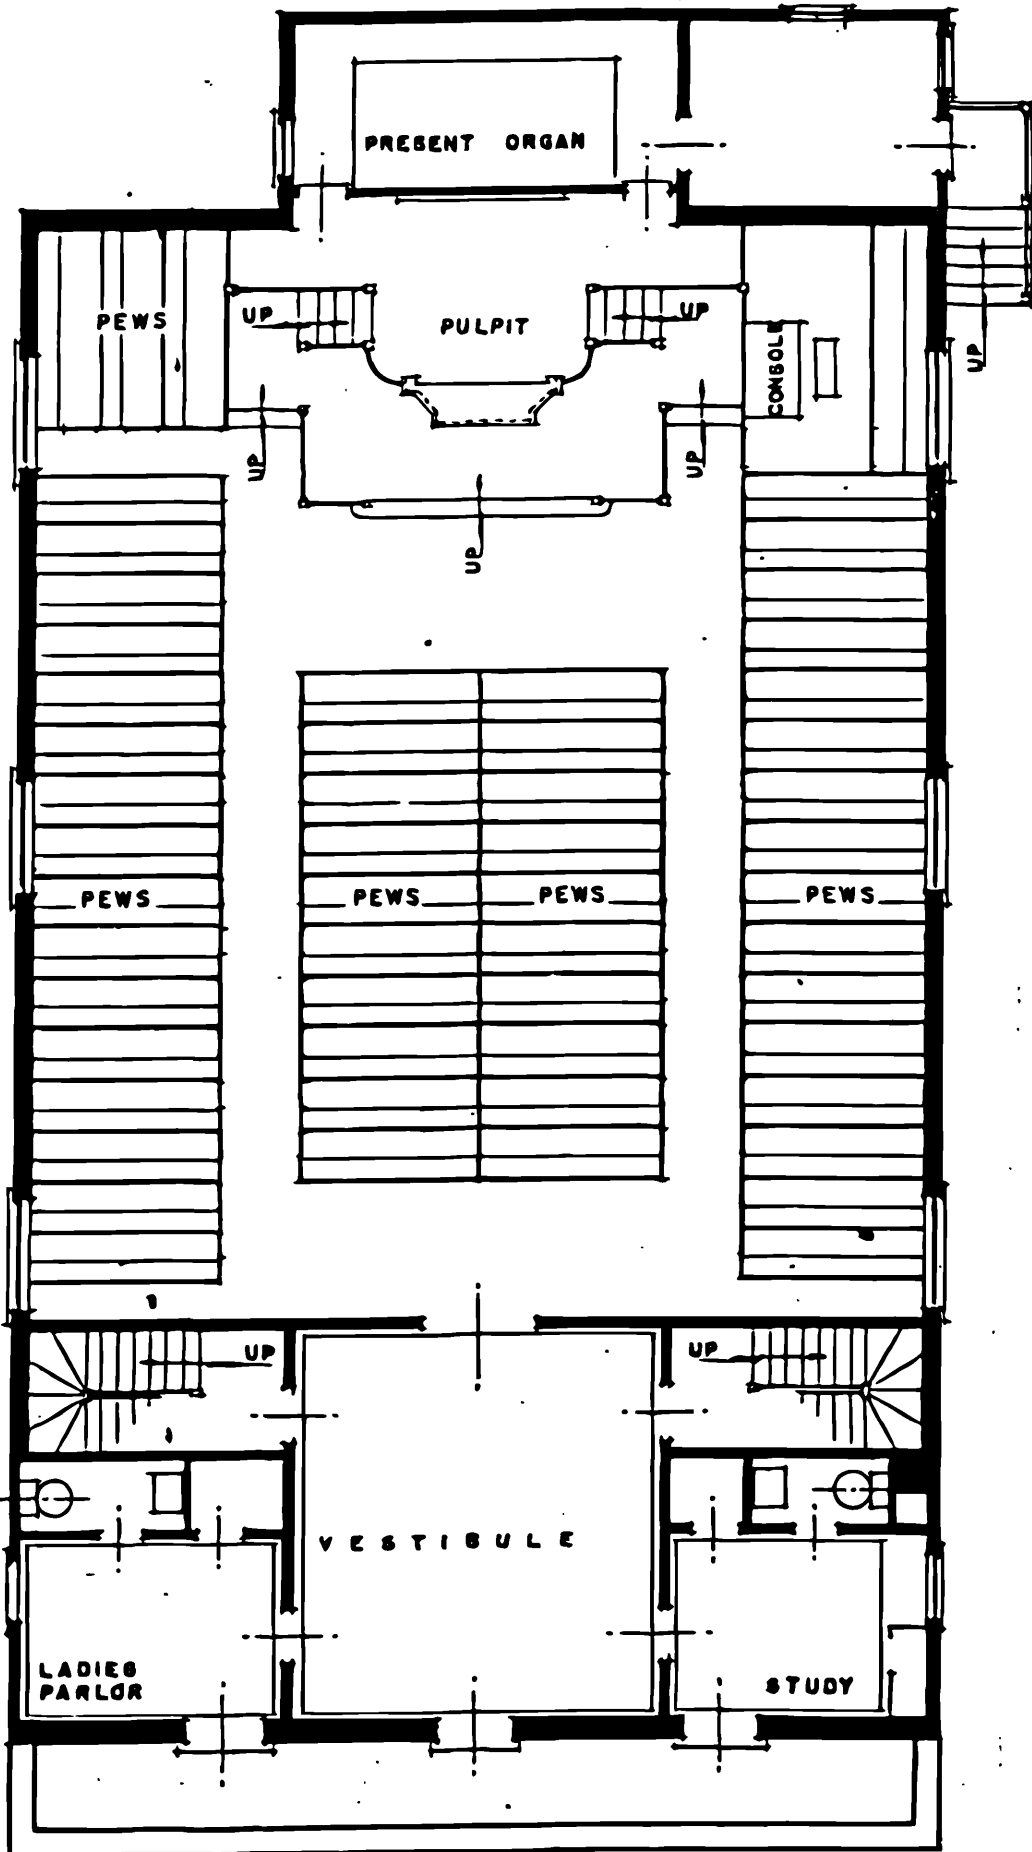 PRESENT ORGAN
PEWS
UP
PULPIT
UP
CONSOLE
UP
UP
UP
UP
PEWS
PEWS
PEWS
PEWS
UP
UP
VESTIBULE
LADIES
PARLOR
STUDY